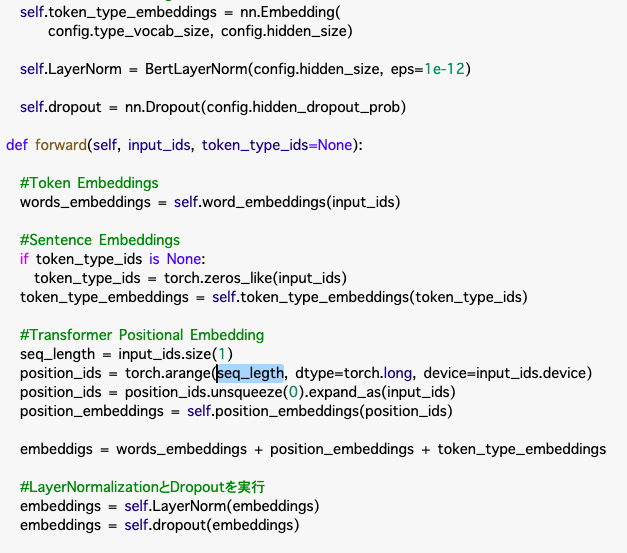 self.token_type_embeddings = nn.Embedding(
config.type_vocab_size, config.hidden_size)
self.LayerNorm = BertLayerNorm(config.hidden_size, eps=1e-12)
self.dropout = nn.Dropout(config.hidden_dropout_prob)
def forward(self, input_ids, token_type_ids=None):
#Token Embeddings
words_embeddings = self.word_embeddings(input_ids)
#Sentence Embeddings
if token_type_ids is None:
token_type_ids = torch.zeros_like(input_ids)
token_type_embeddings = self.token_type_embeddings(token_type_ids)
#Transformer Positional Embedding
seq_length = input_ids.size(1)
position_ids = torch.arange(seq_legth, dtype=torch.long, device=input_ids.device)
position_ids = position_ids.unsqueeze(0).expand_as(input_ids)
position_embeddings = self.position_embeddings(position_ids)
embeddigs = words_embeddings + position_embeddings + token_type_embeddings
#LayerNormalizationとDropoutを実行
embeddings = self.LayerNorm(embeddings)
embeddings = self.dropout(embeddings)